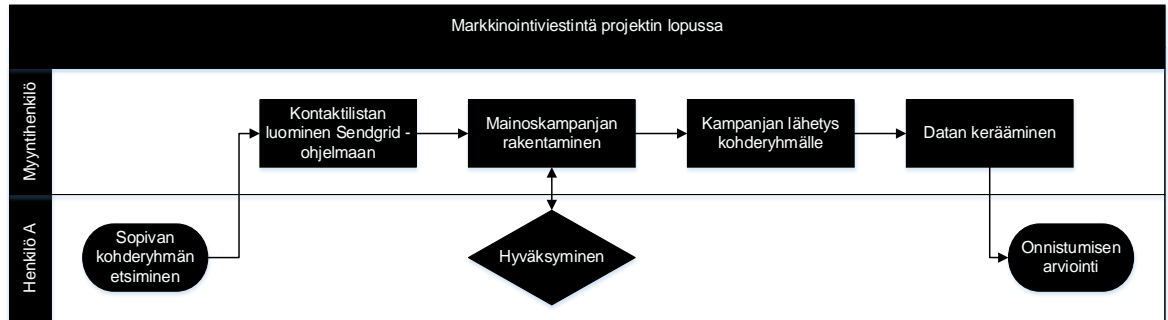 Markkinointiviestintä projektin lopussa
Myyntihenkilö
Kontaktilistan
luominen Sendgrid -
ohjelmaan
Mainoskampanjan
rakentaminen
Kampanjan lähetys
kohderyhmälle
Datan kerääminen
Henkilö A
Sopivan
kohderyhmän
etsiminen
Hyväksyminen
Onnistumisen
arviointi